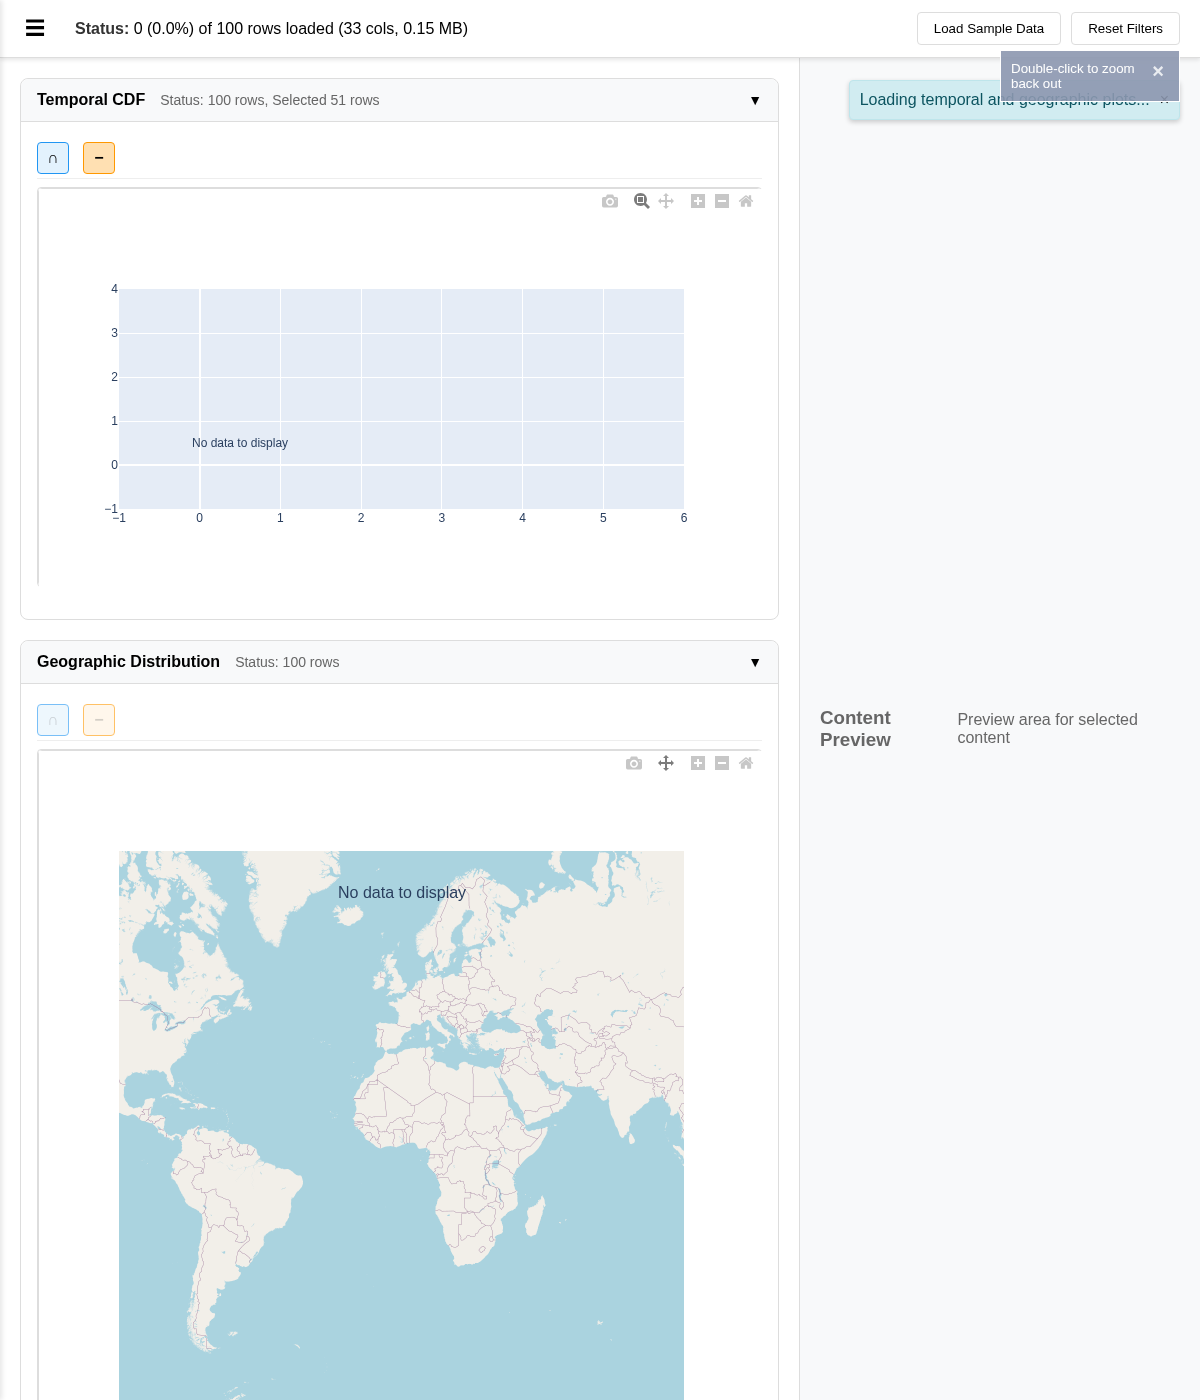 ☰ Status: 0 (0.0%) of 100 rows loaded (33 cols, 0.15 MB) Load Sample Data Reset Filters
Double-click to zoom
back out ×
Loading temporal and geographic plots... ×
Temporal CDF Status: 100 rows, Selected 51 rows ▼
∩ −
4
3
2
1
No data to display
0
−1
−1 0 1 2 3 4 5 6
Geographic Distribution Status: 100 rows ▼
∩ −
Content
Preview
Preview area for selected
content
No data to display